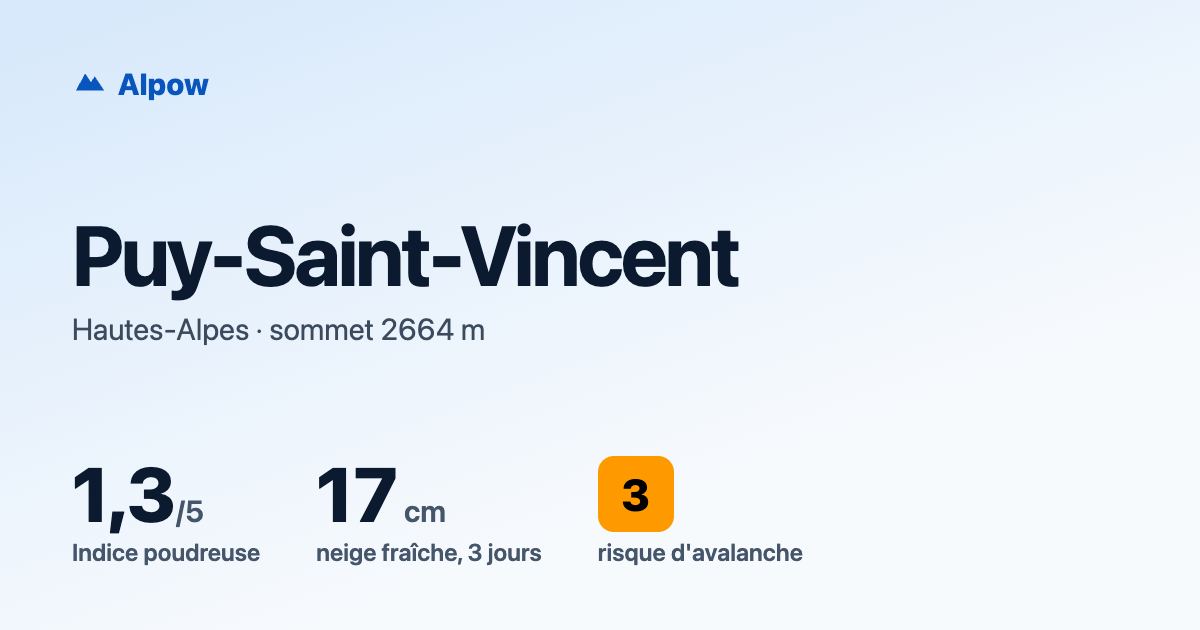 Alpow
Puy-Saint-Vincent
Hautes-Alpes · sommet 2664 m
1,3/5
Indice poudreuse
17 cm
neige fraîche, 3 jours
3
risque d'avalanche